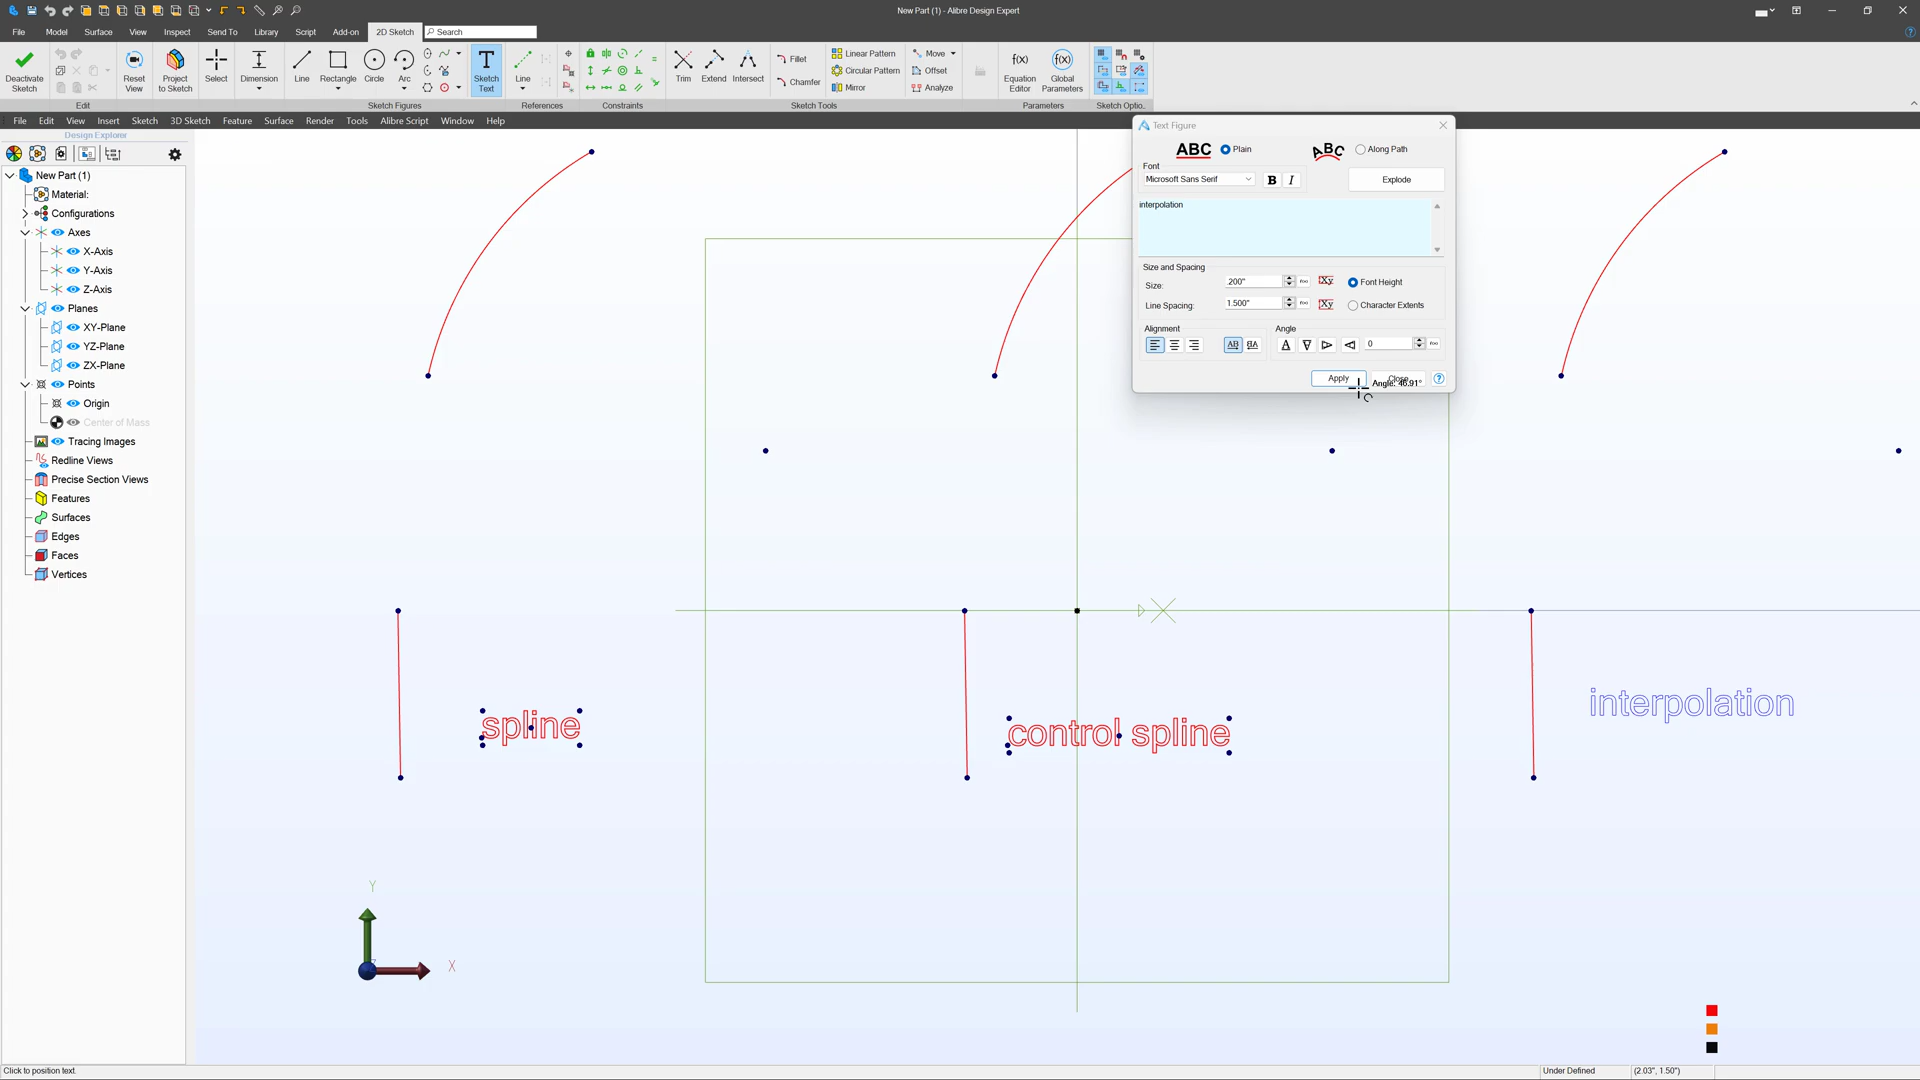 New Part (1) - Alibre Design Expert
File Model Surface View Inspect Send To Library Script Add-on 2D Sketch Search
Deactivate Sketch
Reset View
Project to Sketch
Select
Dimension
Line
Rectangle
Circle
Arc
Sketch Text
Line
Trim
Extend
Intersect
Fillet
Chamfer
Linear Pattern
Circular Pattern
Mirror
Move
Offset
Analyze
f(x)
Equation Editor
f(x)
Global Parameters
Edit
Sketch Figures
References
Constraints
Sketch Tools
Parameters
Sketch Optio..
File Edit View Insert Sketch 3D Sketch Feature Surface Render Tools Alibre Script Window Help
Design Explorer
New Part (1)
Material:
Configurations
Axes
X-Axis
Y-Axis
Z-Axis
Planes
XY-Plane
YZ-Plane
ZX-Plane
Points
Origin
Center of Mass
Tracing Images
Redline Views
Precise Section Views
Features
Surfaces
Edges
Faces
Vertices
Text Figure
ABC Plain
ABC Along Path
Font
Microsoft Sans Serif
B I
Explode
interpolation
Size and Spacing
Size: .200"
Font Height
Line Spacing: 1.500"
Character Extents
Alignment
Angle
0
Apply
Close
Angle: 46.91°
spline
control spline
interpolation
Y
X
Z
Click to position text.
Under Defined
(2.03", 1.50")